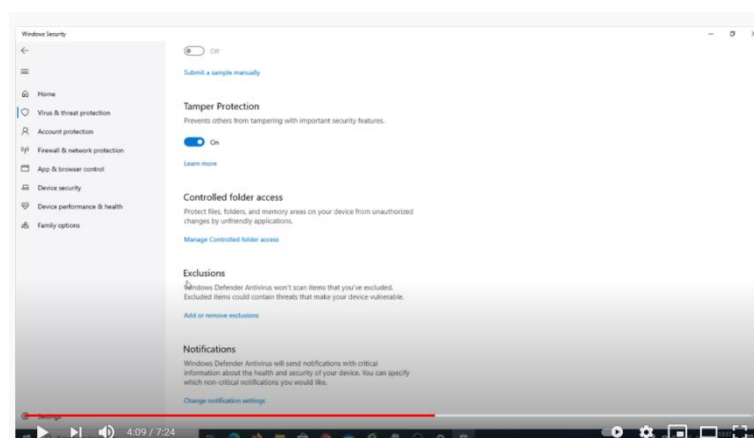 Windows Security
Off
Submit a sample manually
Home
Virus & threat protection
Account protection
Firewall & network protection
App & browser control
Device security
Device performance & health
Family options
Tamper Protection
Prevents others from tampering with important security features.
On
Learn more
Controlled folder access
Protect files, folders, and memory areas on your device from unauthorized
changes by unfriendly applications.
Manage Controlled folder access
Exclusions
Windows Defender Antivirus won't scan items that you've excluded.
Excluded items could contain threats that make your device vulnerable.
Add or remove exclusions
Notifications
Windows Defender Antivirus will send notifications with critical
information about the health and security of your device. You can specify
which non-critical notifications you would like.
Change notification settings
Settings
4:09 / 7:24